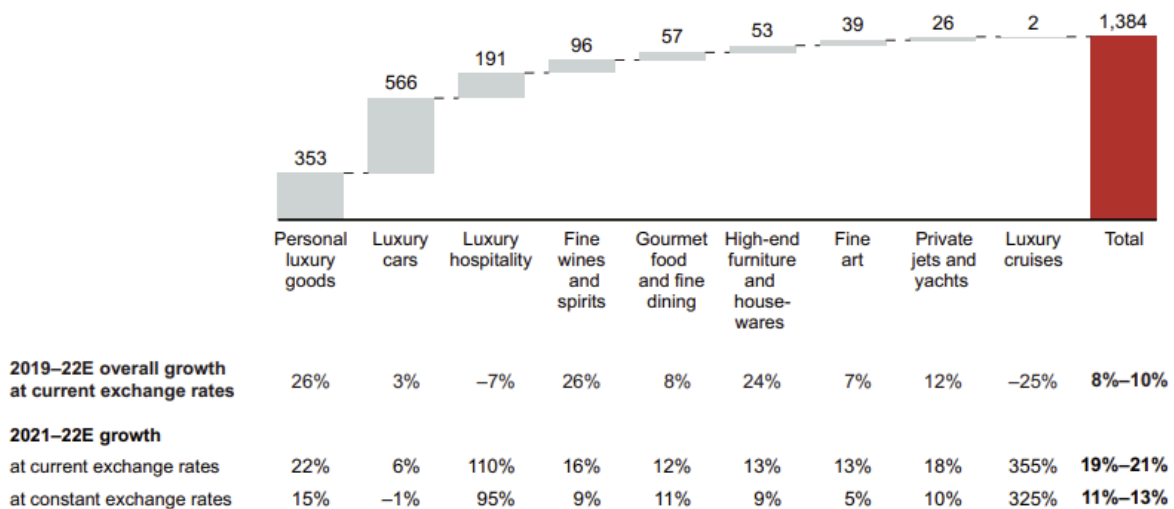 353
566
191
96
57
53
39
26
2
1,384
Personal
luxury
goods
Luxury
cars
Luxury
hospitality
Fine
wines
and
spirits
Gourmet
food
and fine
dining
High-end
furniture
and
house-
wares
Fine
art
Private
jets and
yachts
Luxury
cruises
Total
2019–22E overall growth
at current exchange rates
26% 3% –7% 26% 8% 24% 7% 12% –25% 8%–10%
2021–22E growth
at current exchange rates 22% 6% 110% 16% 12% 13% 13% 18% 355% 19%–21%
at constant exchange rates 15% –1% 95% 9% 11% 9% 5% 10% 325% 11%–13%